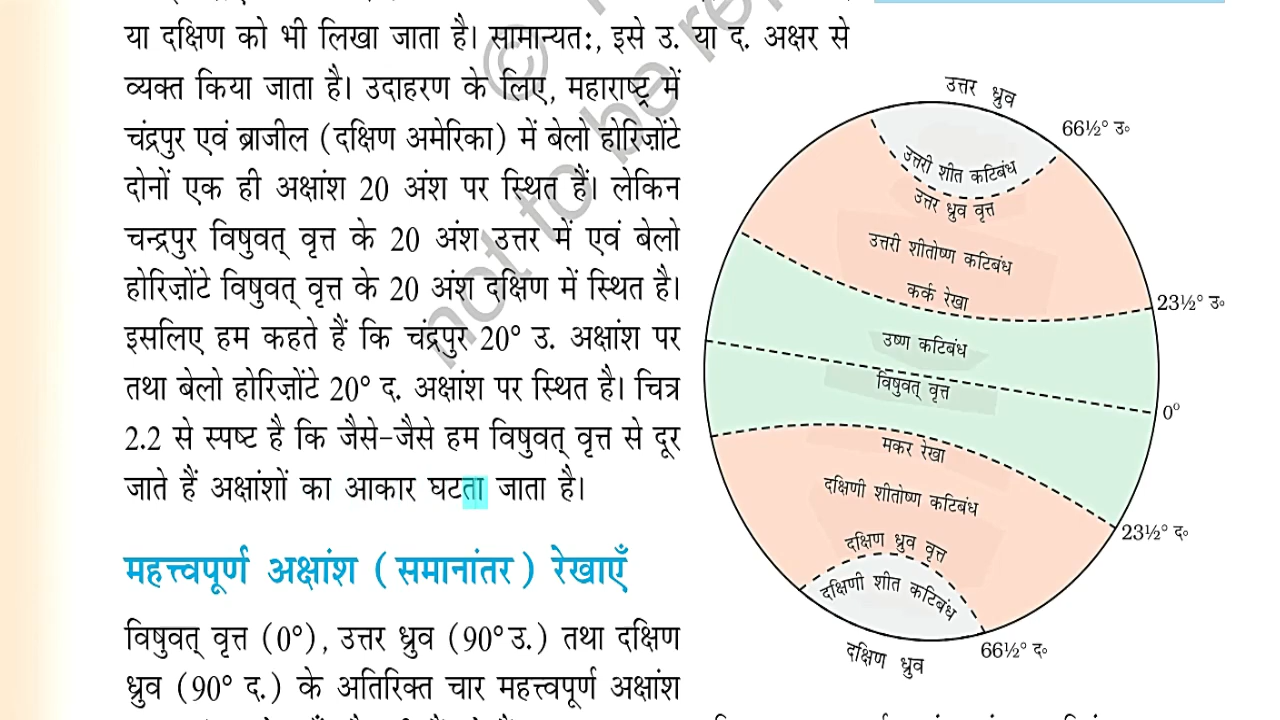 या दक्षिण को भी लिखा जाता है। सामान्यत:, इसे उ. या द. अक्षर से
व्यक्त किया जाता है। उदाहरण के लिए, महाराष्ट्र में
चंद्रपुर एवं ब्राजील (दक्षिण अमेरिका) में बेलो होरिज़ोंटे
दोनों एक ही अक्षांश 20 अंश पर स्थित हैं। लेकिन
चन्द्रपुर विषुवत् वृत्त के 20 अंश उत्तर में एवं बेलो
होरिज़ोंटे विषुवत् वृत्त के 20 अंश दक्षिण में स्थित है।
इसलिए हम कहते हैं कि चंद्रपुर 20° उ. अक्षांश पर
तथा बेलो होरिज़ोंटे 20° द. अक्षांश पर स्थित है। चित्र
2.2 से स्पष्ट है कि जैसे-जैसे हम विषुवत् वृत्त से दूर
जाते हैं अक्षांशों का आकार घटता जाता है।
महत्त्वपूर्ण अक्षांश (समानांतर) रेखाएँ
विषुवत् वृत्त (0°), उत्तर ध्रुव (90° उ.) तथा दक्षिण
ध्रुव (90° द.) के अतिरिक्त चार महत्त्वपूर्ण अक्षांश
उत्तर ध्रुव
66½° उ॰
उत्तरी शीत कटिबंध
उत्तर ध्रुव वृत्त
उत्तरी शीतोष्ण कटिबंध
कर्क रेखा
23½° उ॰
उष्ण कटिबंध
विषुवत् वृत्त
0°
मकर रेखा
दक्षिणी शीतोष्ण कटिबंध
23½° द॰
दक्षिण ध्रुव वृत्त
दक्षिणी शीत कटिबंध
66½° द॰
दक्षिण ध्रुव
©
not to be re